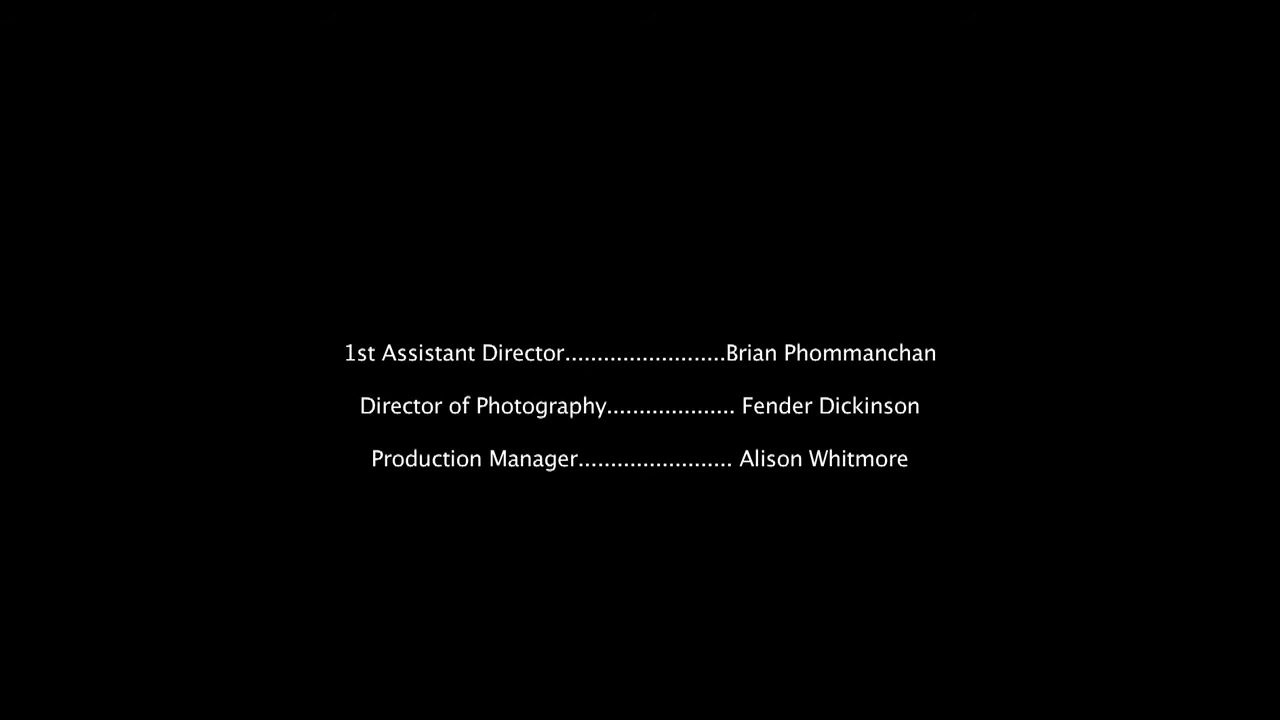 1st Assistant Director.........................Brian Phommanchan
Director of Photography.................... Fender Dickinson
Production Manager........................ Alison Whitmore